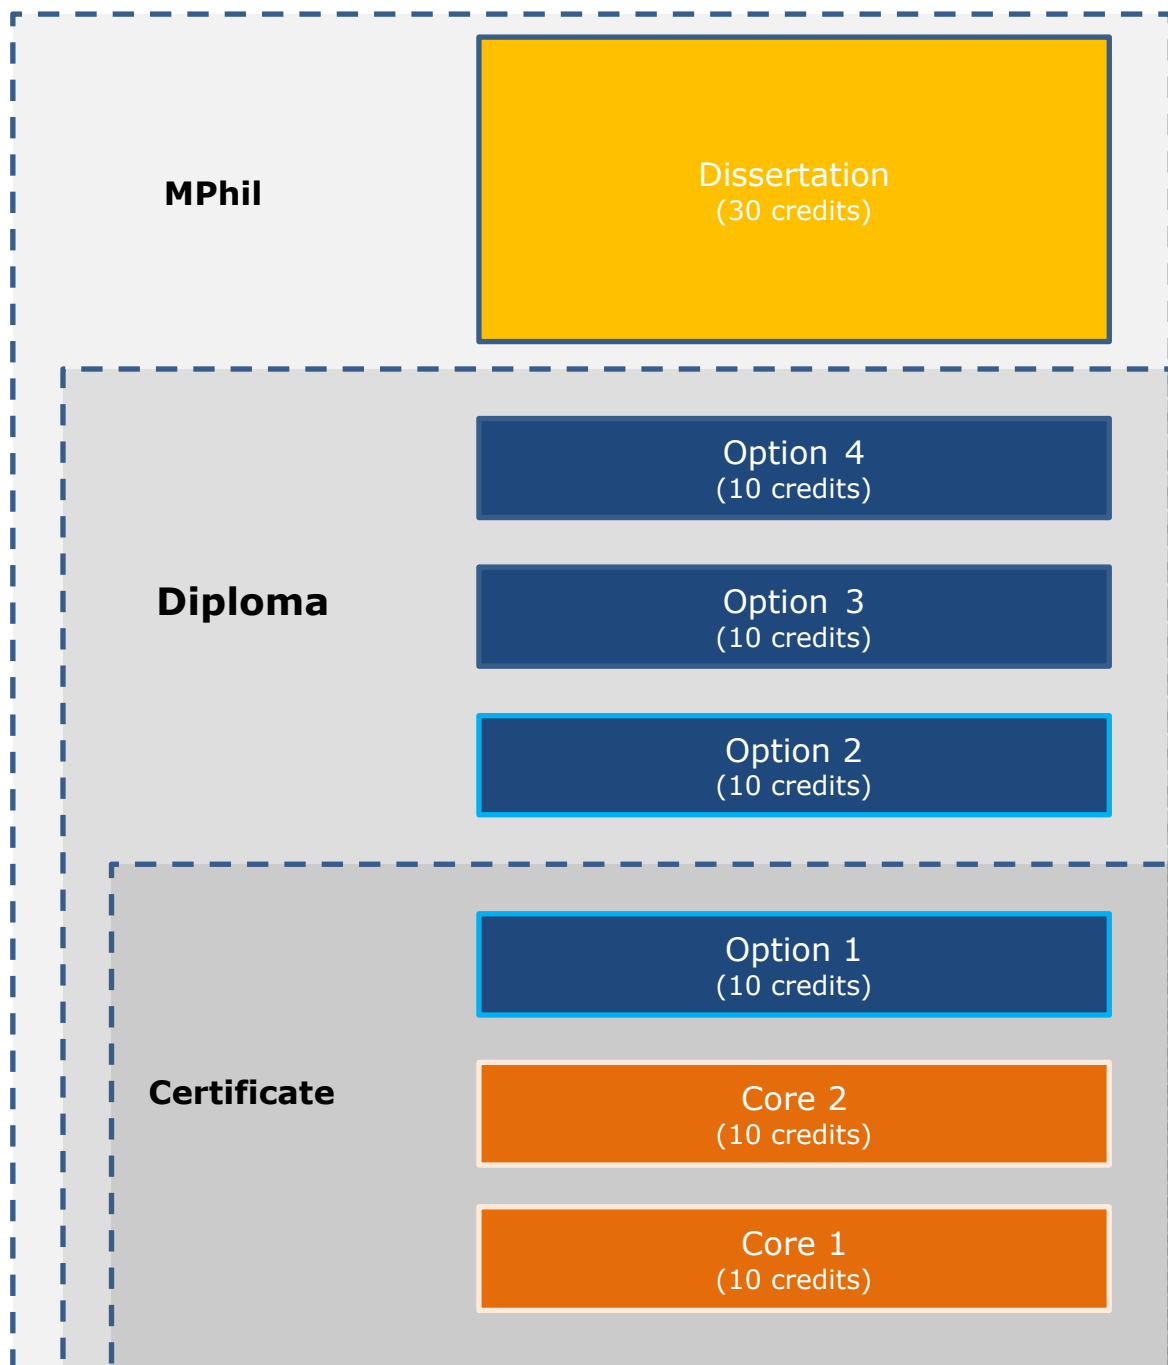 MPhil
Dissertation
(30 credits)
Option 4
(10 credits)
Diploma
Option 3
(10 credits)
Option 2
(10 credits)
Option 1
(10 credits)
Certificate
Core 2
(10 credits)
Core 1
(10 credits)